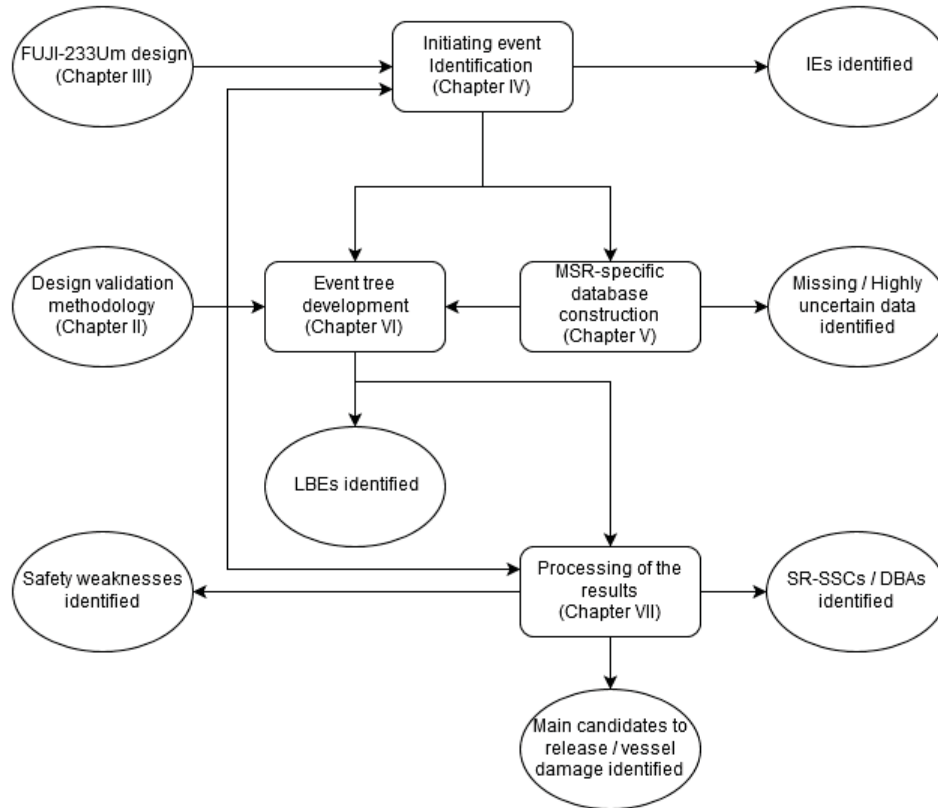 FUJI-233Um design
(Chapter III)
Initiating event
Identification
(Chapter IV)
IEs identified
Design validation
methodology
(Chapter II)
Event tree
development
(Chapter VI)
MSR-specific
database
construction
(Chapter V)
Missing / Highly
uncertain data
identified
LBEs identified
Safety weaknesses
identified
Processing of the
results
(Chapter VII)
SR-SSCs / DBAs
identified
Main candidates to
release / vessel
damage identified